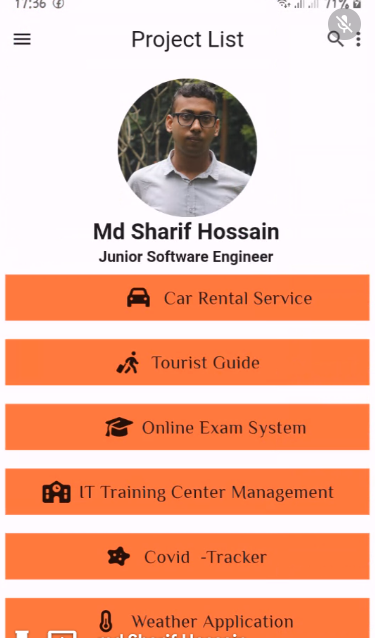 17:36
71%
Project List
Md Sharif Hossain
Junior Software Engineer
Car Rental Service
Tourist Guide
Online Exam System
IT Training Center Management
Covid -Tracker
Weather Application